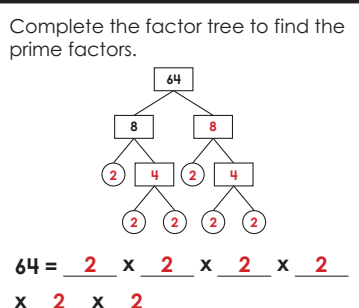 Complete the factor tree to find the
prime factors.
64
8 8
2 4 2 4
2 2 2 2
64 = 2 x 2 x 2 x 2
x 2 x 2